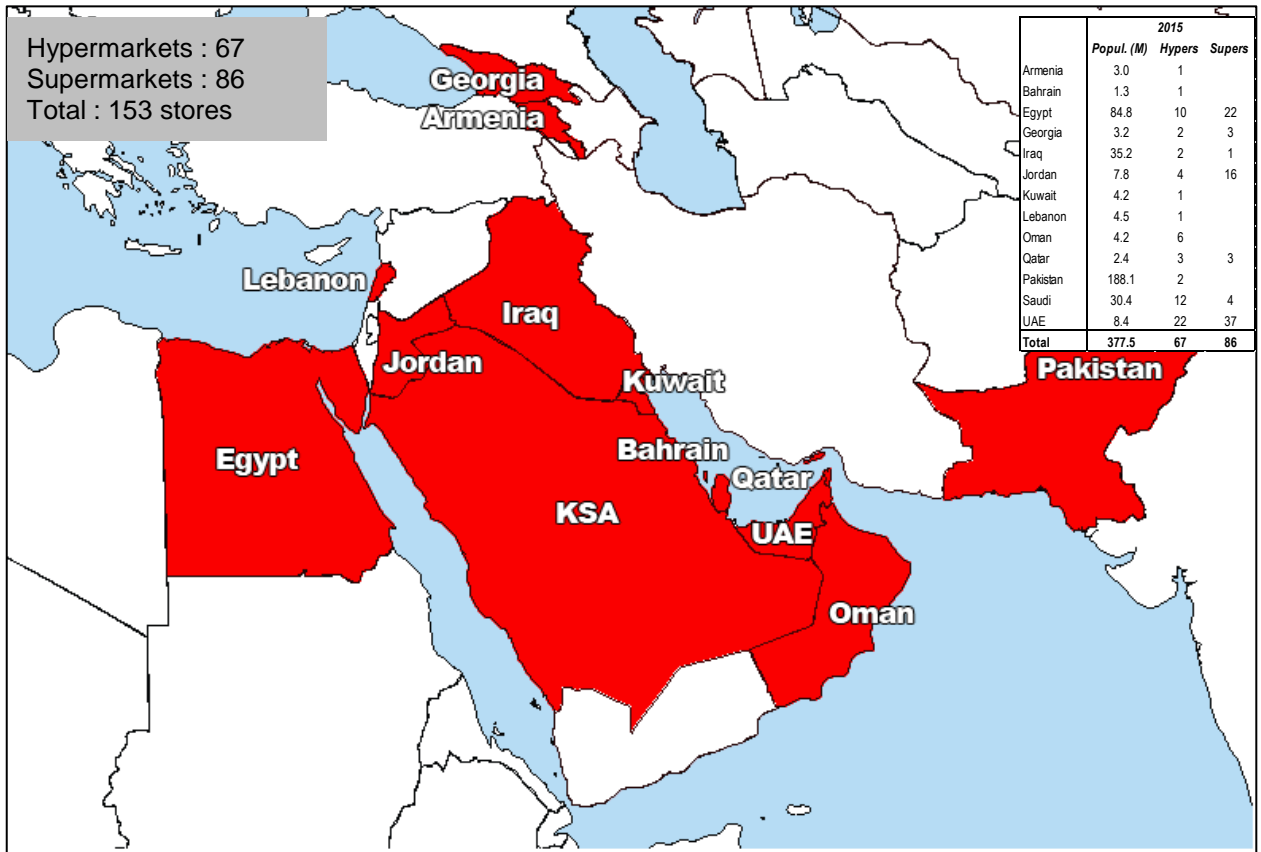 Hypermarkets : 67
Supermarkets : 86
Total : 153 stores
2015
Popul. (M) Hypers Supers
Armenia 3.0 1
Bahrain 1.3 1
Egypt 84.8 10 22
Georgia 3.2 2 3
Iraq 35.2 2 1
Jordan 7.8 4 16
Kuwait 4.2 1
Lebanon 4.5 1
Oman 4.2 6
Qatar 2.4 3 3
Pakistan 188.1 2
Saudi 30.4 12 4
UAE 8.4 22 37
Total 377.5 67 86
Georgia
Armenia
Lebanon
Iraq
Jordan
Kuwait
Pakistan
Egypt
Bahrain
Qatar
KSA
UAE
Oman